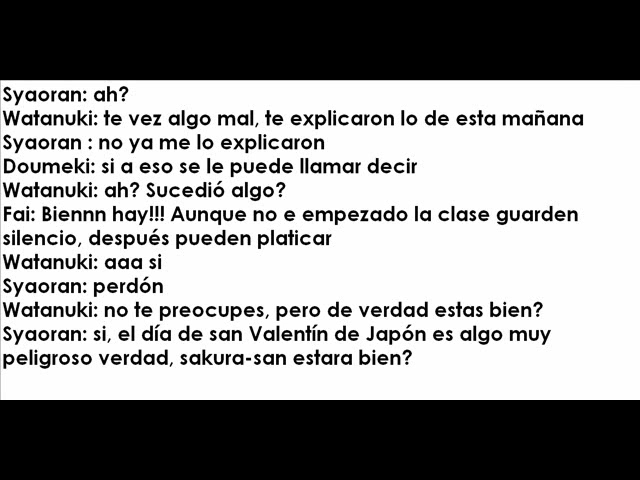 Syaoran: ah?
Watanuki: te vez algo mal, te explicaron lo de esta mañana
Syaoran : no ya me lo explicaron
Doumeki: si a eso se le puede llamar decir
Watanuki: ah? Sucedió algo?
Fai: Biennn hay!!! Aunque no e empezado la clase guarden
silencio, después pueden platicar
Watanuki: aaa si
Syaoran: perdón
Watanuki: no te preocupes, pero de verdad estas bien?
Syaoran: si, el día de san Valentín de Japón es algo muy
peligroso verdad, sakura-san estara bien?